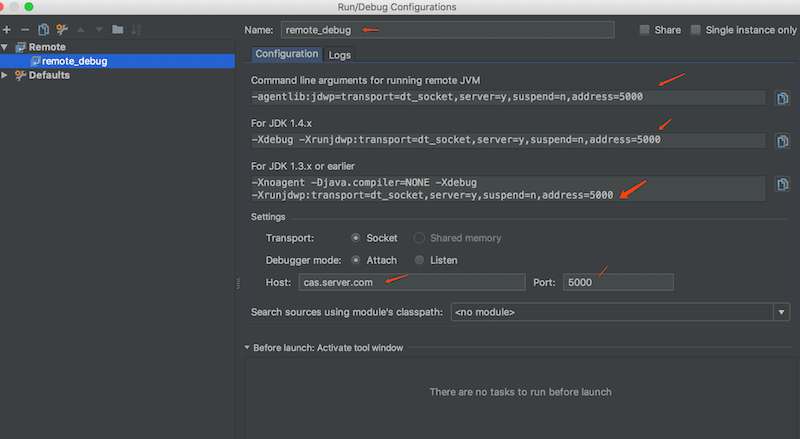 Run/Debug Configurations
Name: remote_debug Share Single instance only
Remote
remote_debug
Defaults
Configuration Logs
Command line arguments for running remote JVM
-agentlib:jdwp=transport=dt_socket,server=y,suspend=n,address=5000
For JDK 1.4.x
-Xdebug -Xrunjdwp:transport=dt_socket,server=y,suspend=n,address=5000
For JDK 1.3.x or earlier
-Xnoagent -Djava.compiler=NONE -Xdebug
-Xrunjdwp:transport=dt_socket,server=y,suspend=n,address=5000
Settings
Transport: Socket Shared memory
Debugger mode: Attach Listen
Host: cas.server.com Port: 5000
Search sources using module's classpath: <no module>
Before launch: Activate tool window
There are no tasks to run before launch